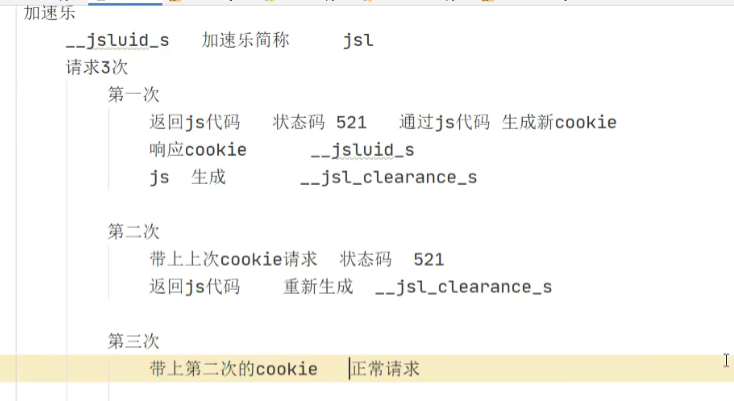 加速乐
__jsluid_s 加速乐简称 jsl
请求3次
第一次
返回js代码 状态码 521 通过js代码 生成新cookie
响应cookie __jsluid_s
js 生成 __jsl_clearance_s
第二次
带上上次cookie请求 状态码 521
返回js代码 重新生成 __jsl_clearance_s
第三次
带上第二次的cookie 正常请求